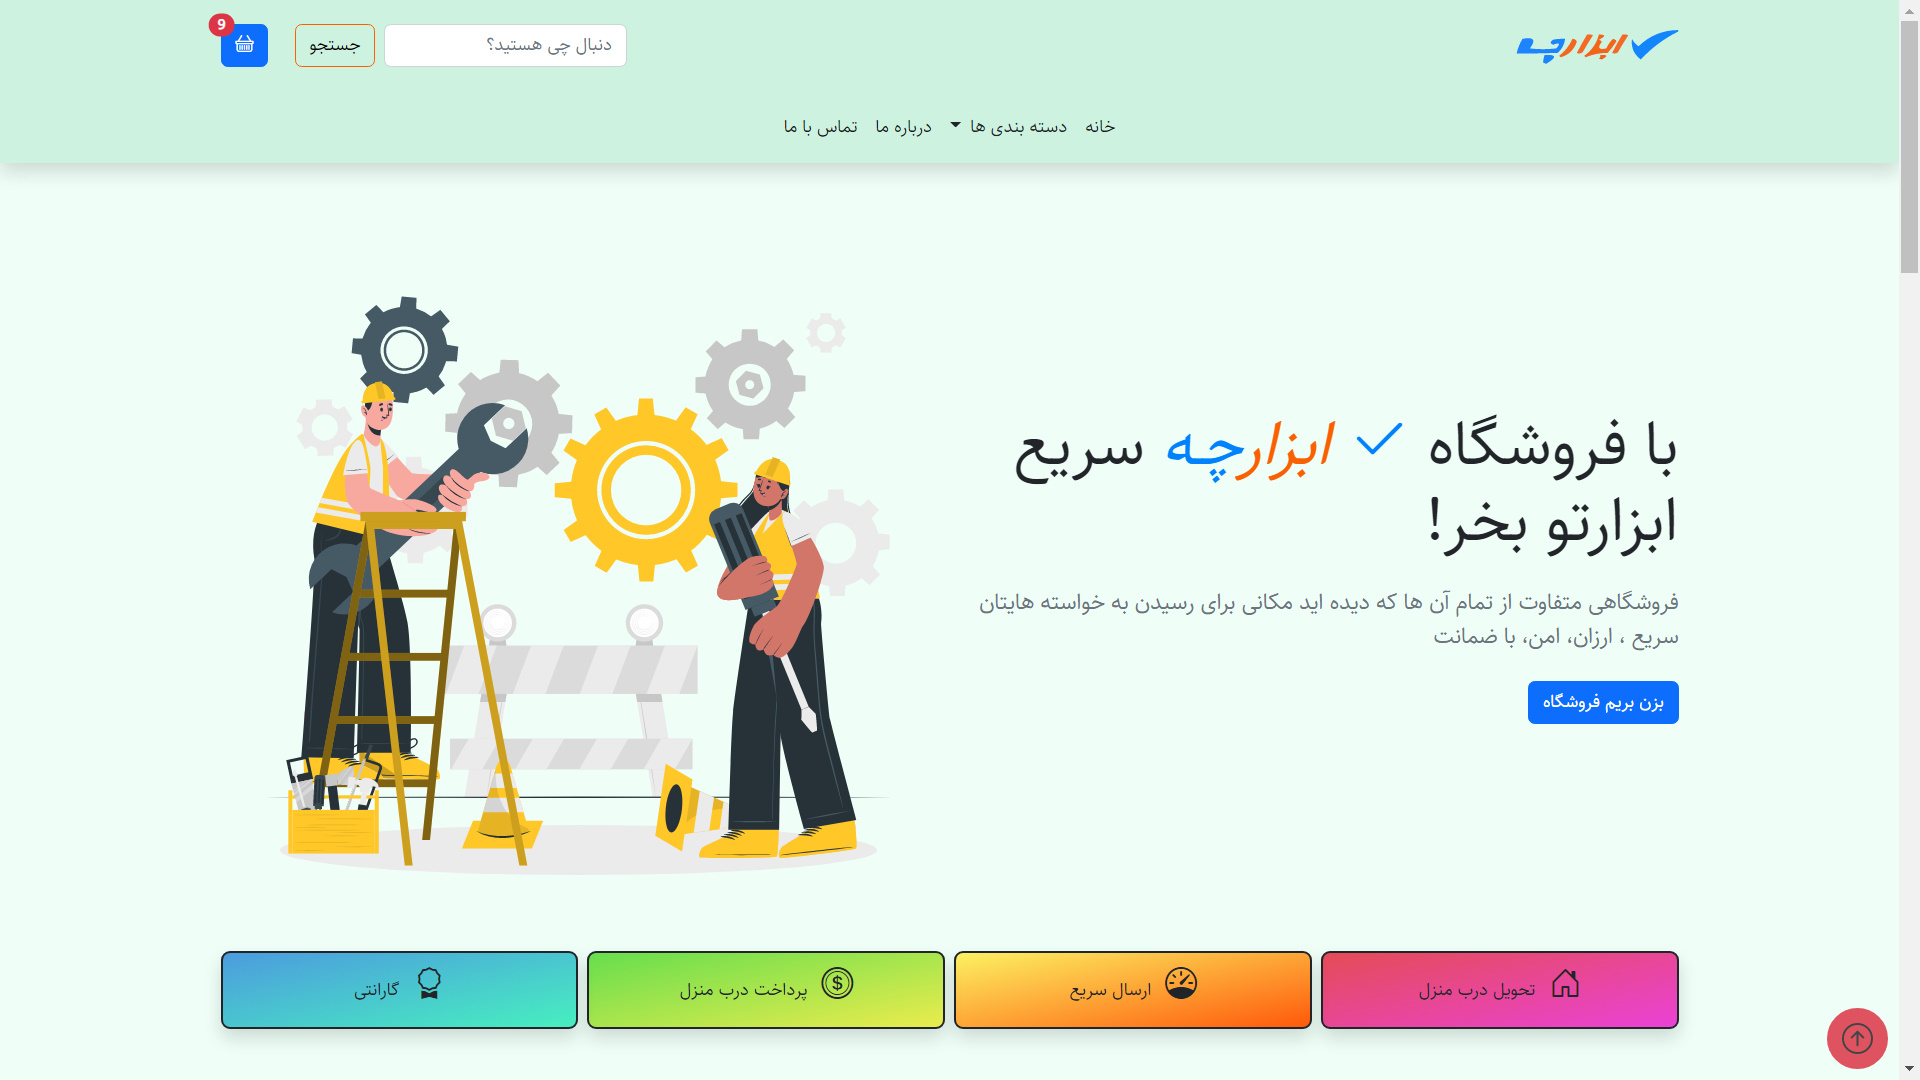 ابزارچه
دنبال چی هستید؟
جستجو
9
خانه
دسته بندی ها
درباره ما
تماس با ما
با فروشگاه ابزارچه سریع
ابزارتو بخر!
فروشگاهی متفاوت از تمام آن ها که دیده اید مکانی برای رسیدن به خواسته هایتان
سریع ، ارزان، امن، با ضمانت
بزن بریم فروشگاه
تحویل درب منزل
ارسال سریع
$ پرداخت درب منزل
گارانتی